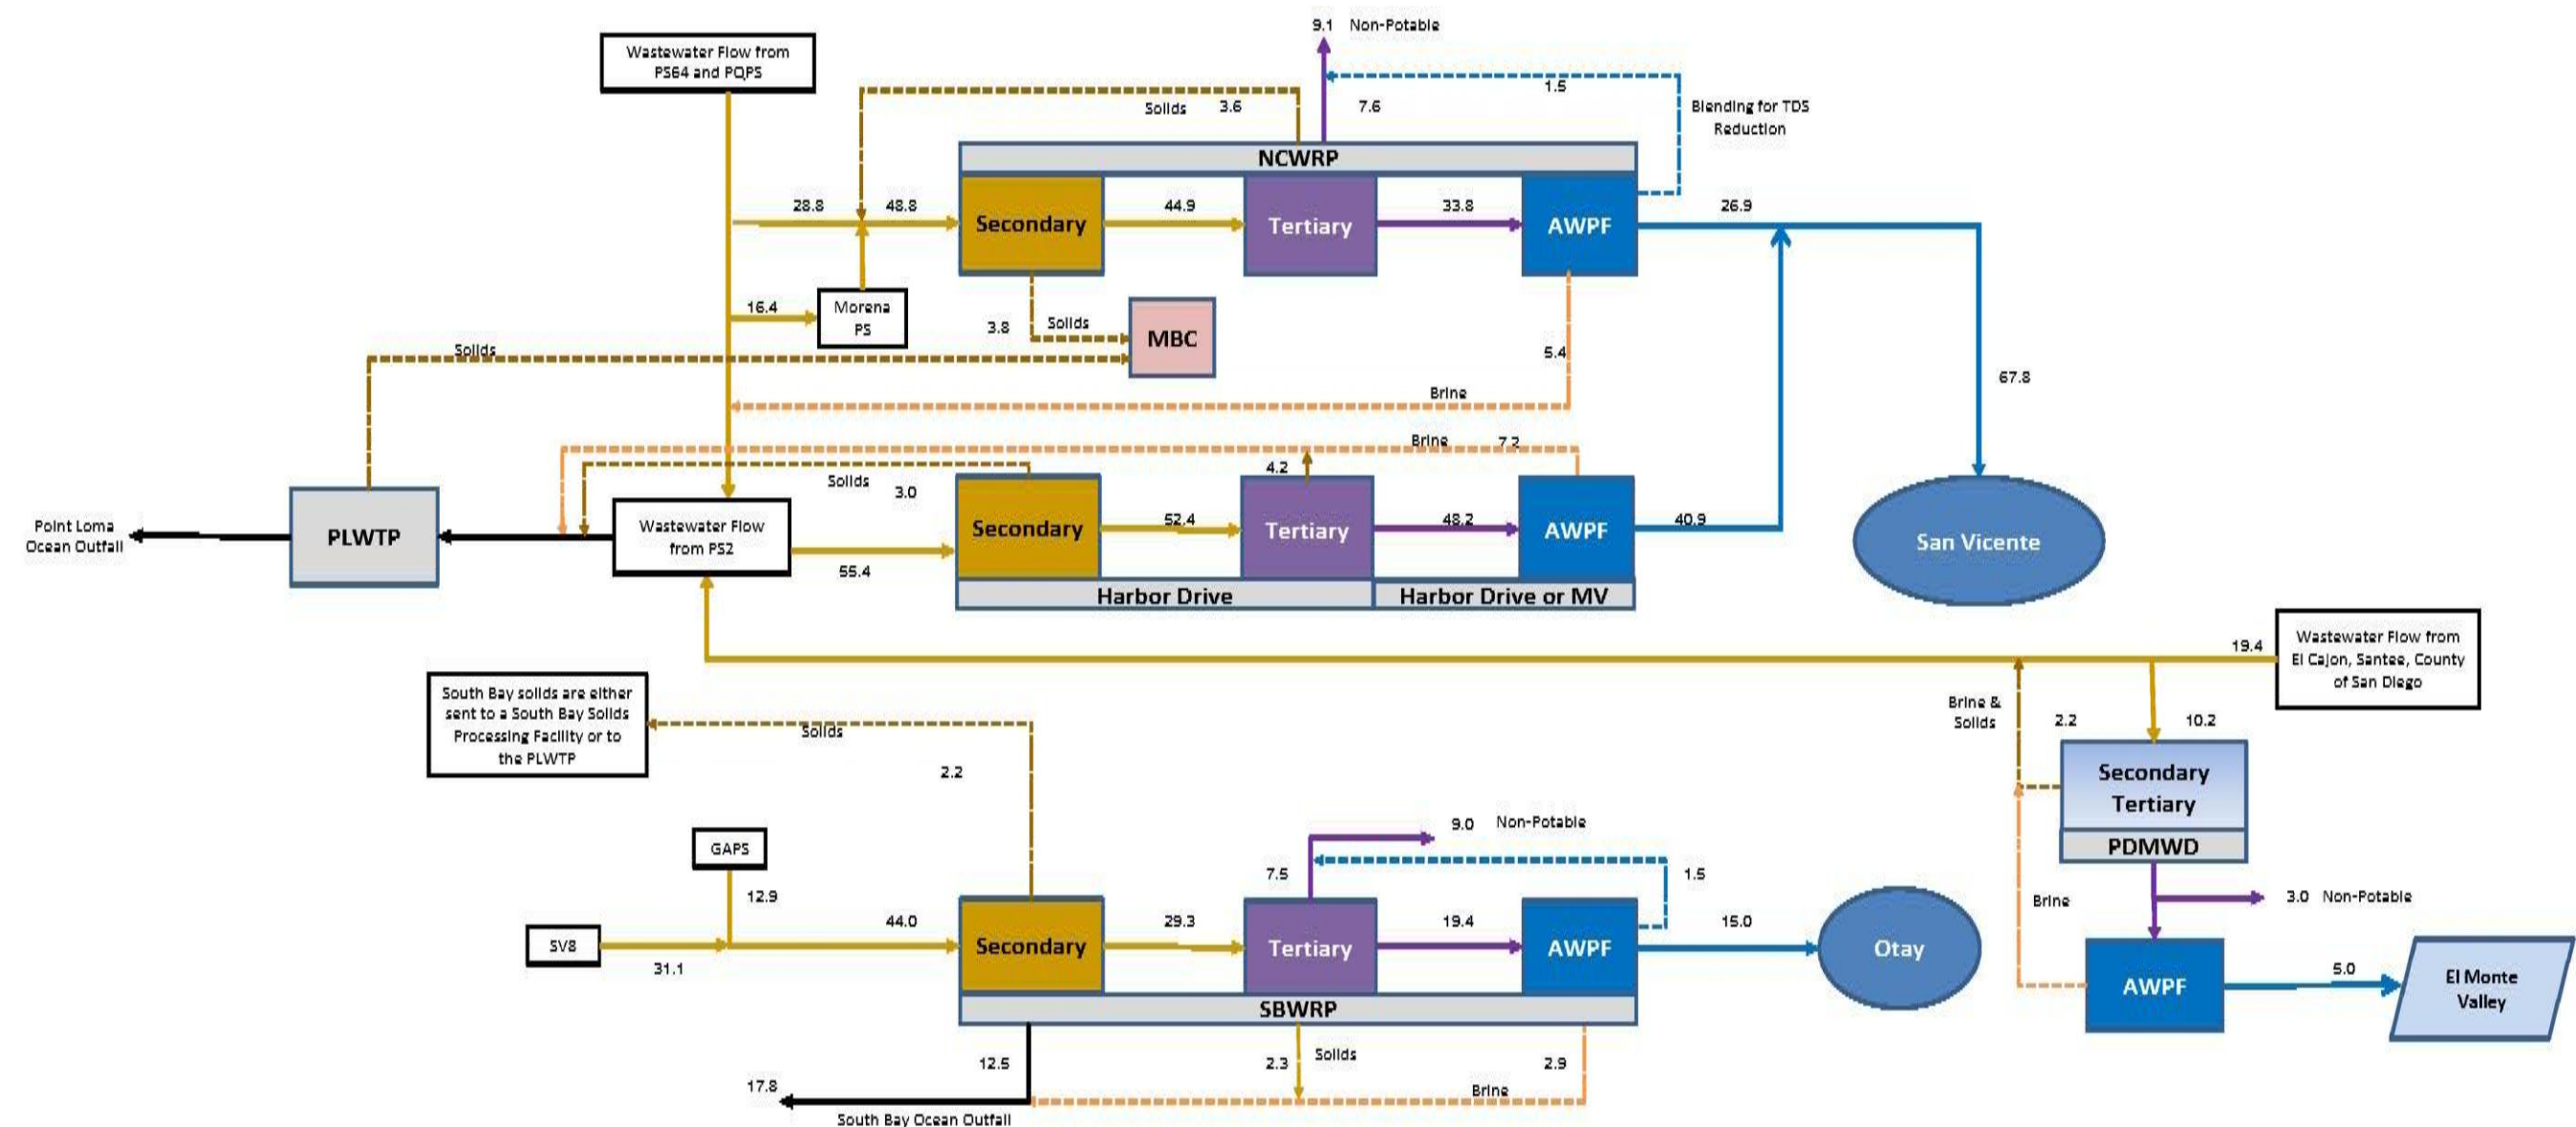 9.1 Non-Potable
Wastewater Flow from
PS64 and PQPS
1.5
Solids 3.6
7.6
Blending for TDS
Reduction
NCWRP
28.8
48.8
Secondary
44.9
Tertiary
33.8
AWPF
26.9
16.4
Morena
PS
3.8
Solids
MBC
Solids
5.4
Brine
67.8
Brine 7.2
4.2
Solids
3.0
Point Loma
Ocean Outfall
PLWTP
Wastewater Flow
from PS2
55.4
Secondary
52.4
Tertiary
48.2
AWPF
40.9
San Vicente
Harbor Drive
Harbor Drive or MV
19.4
Wastewater Flow from
El Cajon, Santee, County
of San Diego
South Bay solids are either
sent to a South Bay Solids
Processing Facility or to
the PLWTP
Solids
2.2
Brine &
Solids
2.2
10.2
Secondary
Tertiary
PDMWD
GAPS
12.9
9.0 Non-Potable
7.5
1.5
Brine
3.0 Non-Potable
SV8
31.1
44.0
Secondary
29.3
Tertiary
19.4
AWPF
15.0
Otay
AWPF
5.0
El Monte
Valley
SBWRP
12.5
2.3
Solids
2.9
Brine
17.8
South Bay Ocean Outfall